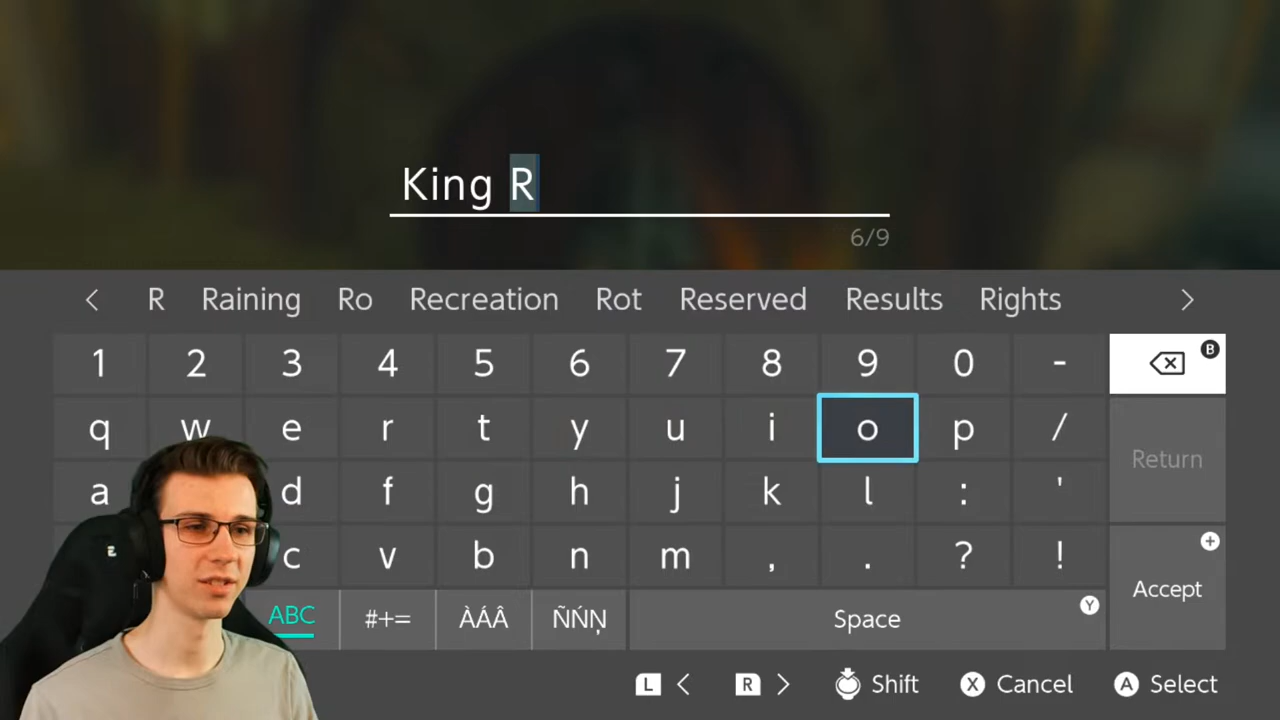 King R
6/9
R Raining Ro Recreation Rot Reserved Results Rights
1 2 3 4 5 6 7 8 9 0 - B
q w e r t y u i o p /
Return
a d f g h j k l : '
c v b n m , . ? ! +
Accept
ABC #+= ÀÁÂ ÑŃŅ Space Y
L R Shift X Cancel A Select